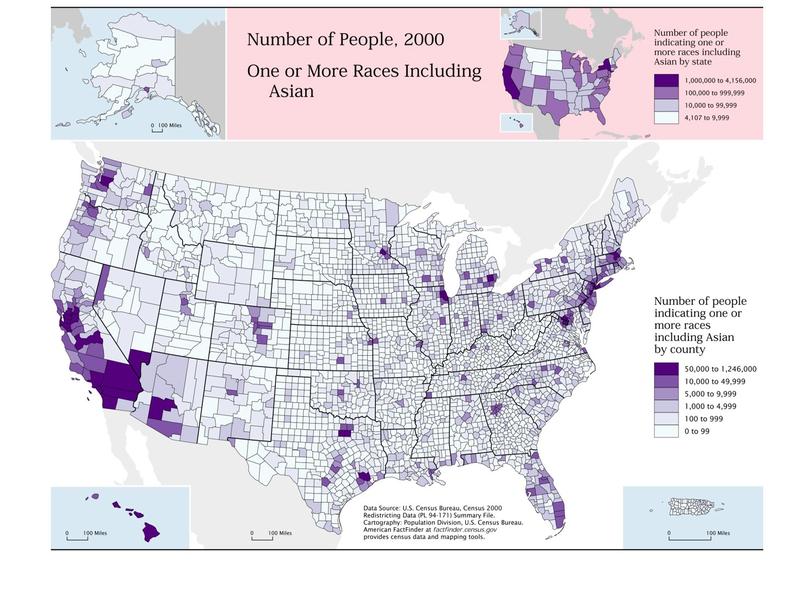 Number of People, 2000
One or More Races Including
Asian
0 100 Miles
Number of people
indicating one or
more races including
Asian by state
1,000,000 to 4,156,000
100,000 to 999,999
10,000 to 99,999
4,107 to 9,999
Number of people
indicating one or
more races
including Asian
by county
50,000 to 1,246,000
10,000 to 49,999
5,000 to 9,999
1,000 to 4,999
100 to 999
0 to 99
Data Source: U.S. Census Bureau, Census 2000
Redistricting Data (PL 94-171) Summary File.
Cartography: Population Division, U.S. Census Bureau.
American FactFinder at factfinder.census.gov
provides census data and mapping tools.
0 100 Miles
0 100 Miles
0 100 Miles